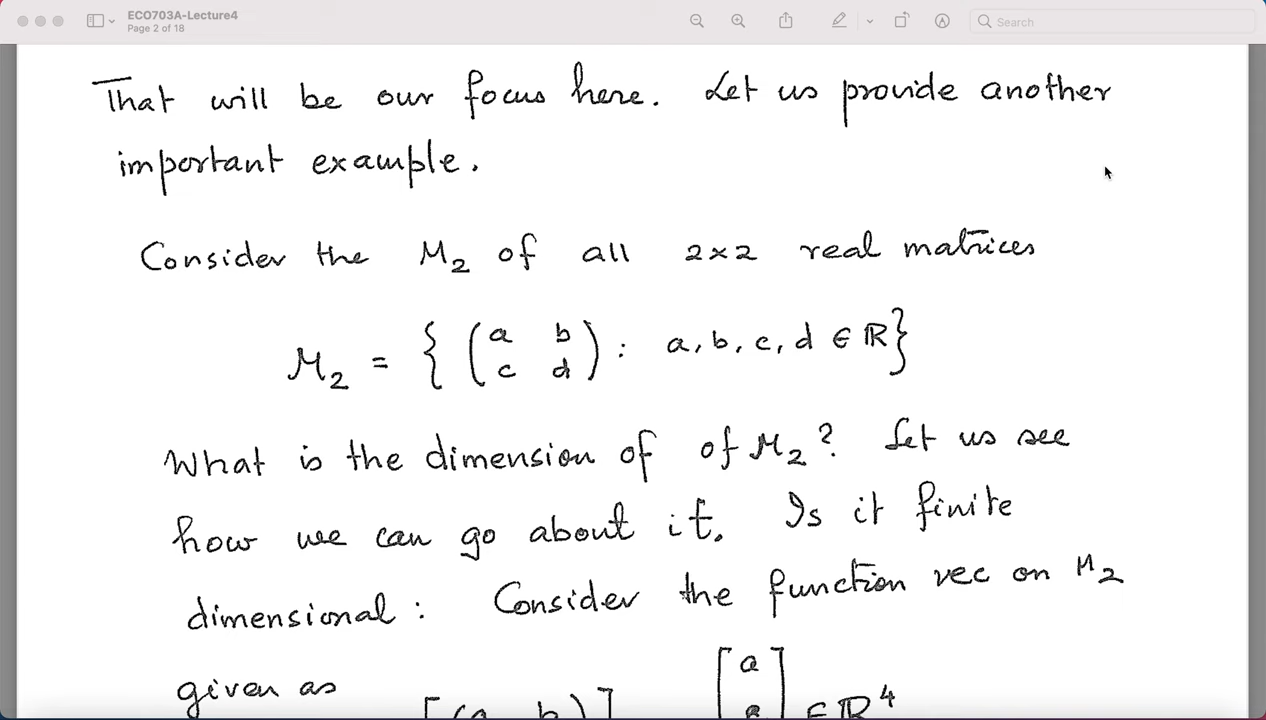 ECO703A-Lecture4
Page 2 of 18
Search
That will be our focus here. Let us provide another
important example.
Consider the M₂ of all 2×2 real matrices
M₂ = { ( a b
c d ) : a, b, c, d ∈ ℝ }
What is the dimension of of M₂? Let us see
how we can go about it. Is it finite
dimensional : Consider the function vec on M₂
given as
[ ( a b ) ] [ a ∈ ℝ⁴